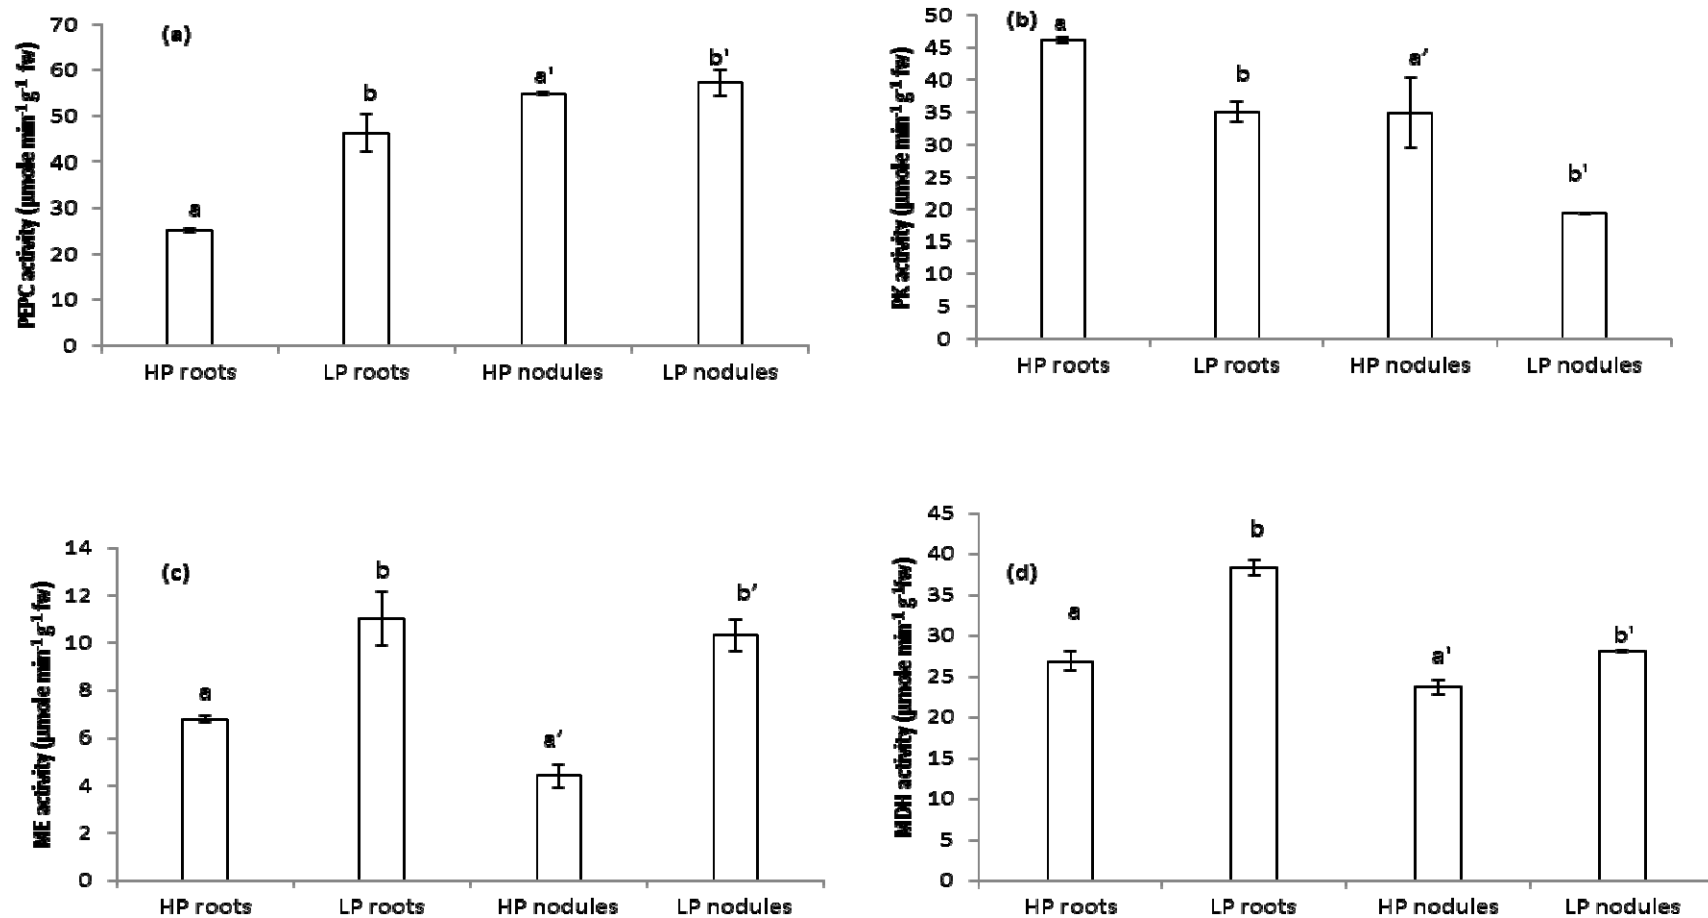 (a)
PEPC activity (µmole min⁻¹ g⁻¹ fw)
70
60
50
40
30
20
10
0
a
b
a'
b'
HP roots LP roots HP nodules LP nodules
(b)
PK activity (µmole min⁻¹ g⁻¹ fw)
50
45
40
35
30
25
20
15
10
5
0
a
b
a'
b'
HP roots LP roots HP nodules LP nodules
(c)
ME activity (µmole min⁻¹ g⁻¹ fw)
14
12
10
8
6
4
2
0
a
b
a'
b'
HP roots LP roots HP nodules LP nodules
(d)
MDH activity (µmole min⁻¹ g⁻¹fw)
45
40
35
30
25
20
15
10
5
0
a
b
a'
b'
HP roots LP roots HP nodules LP nodules